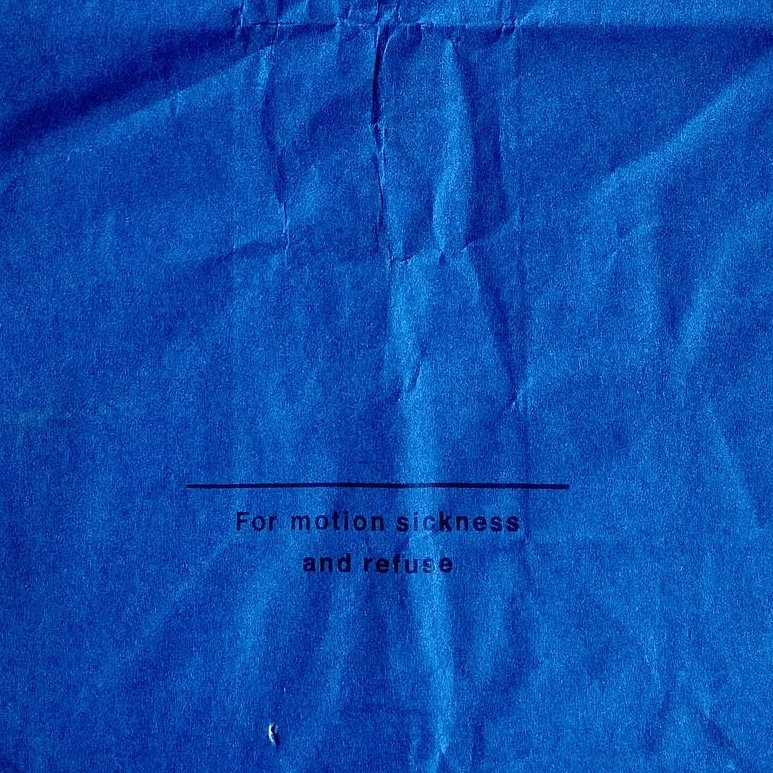 For motion sickness
and refuse